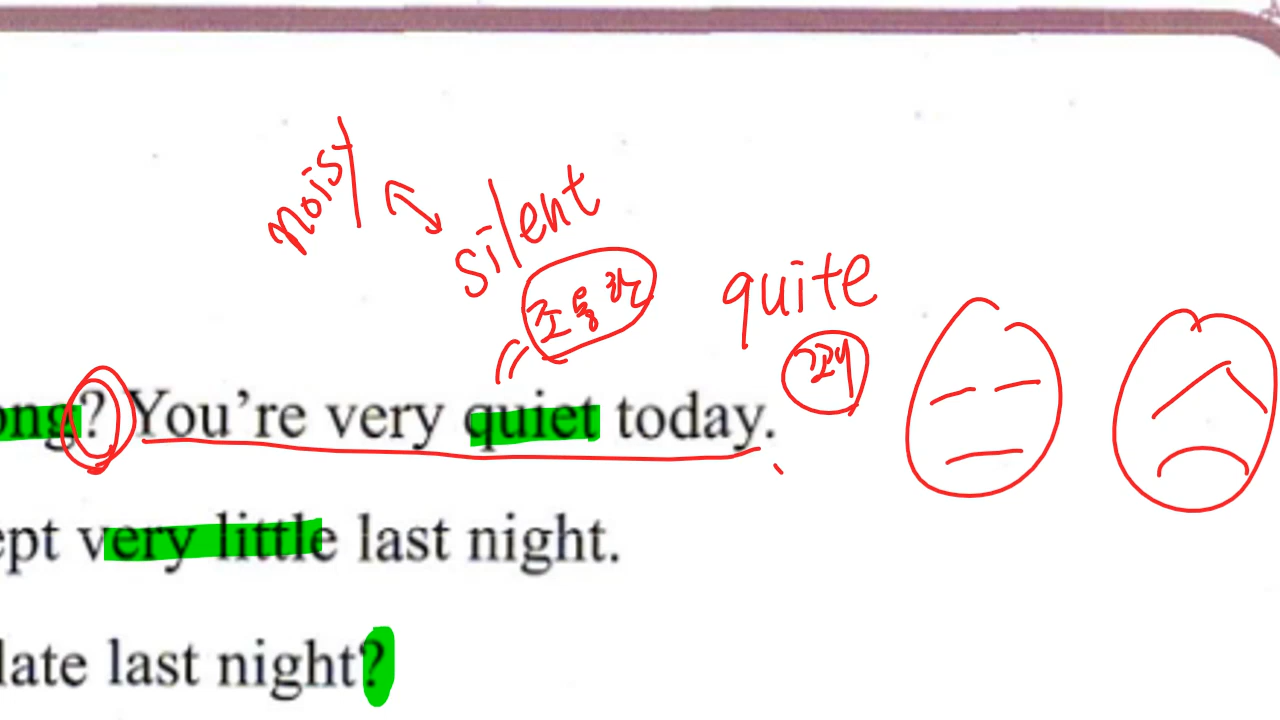 noisy
silent
조용한
quite
꽤
ong? You're very quiet today.
ept very little last night.
late last night?